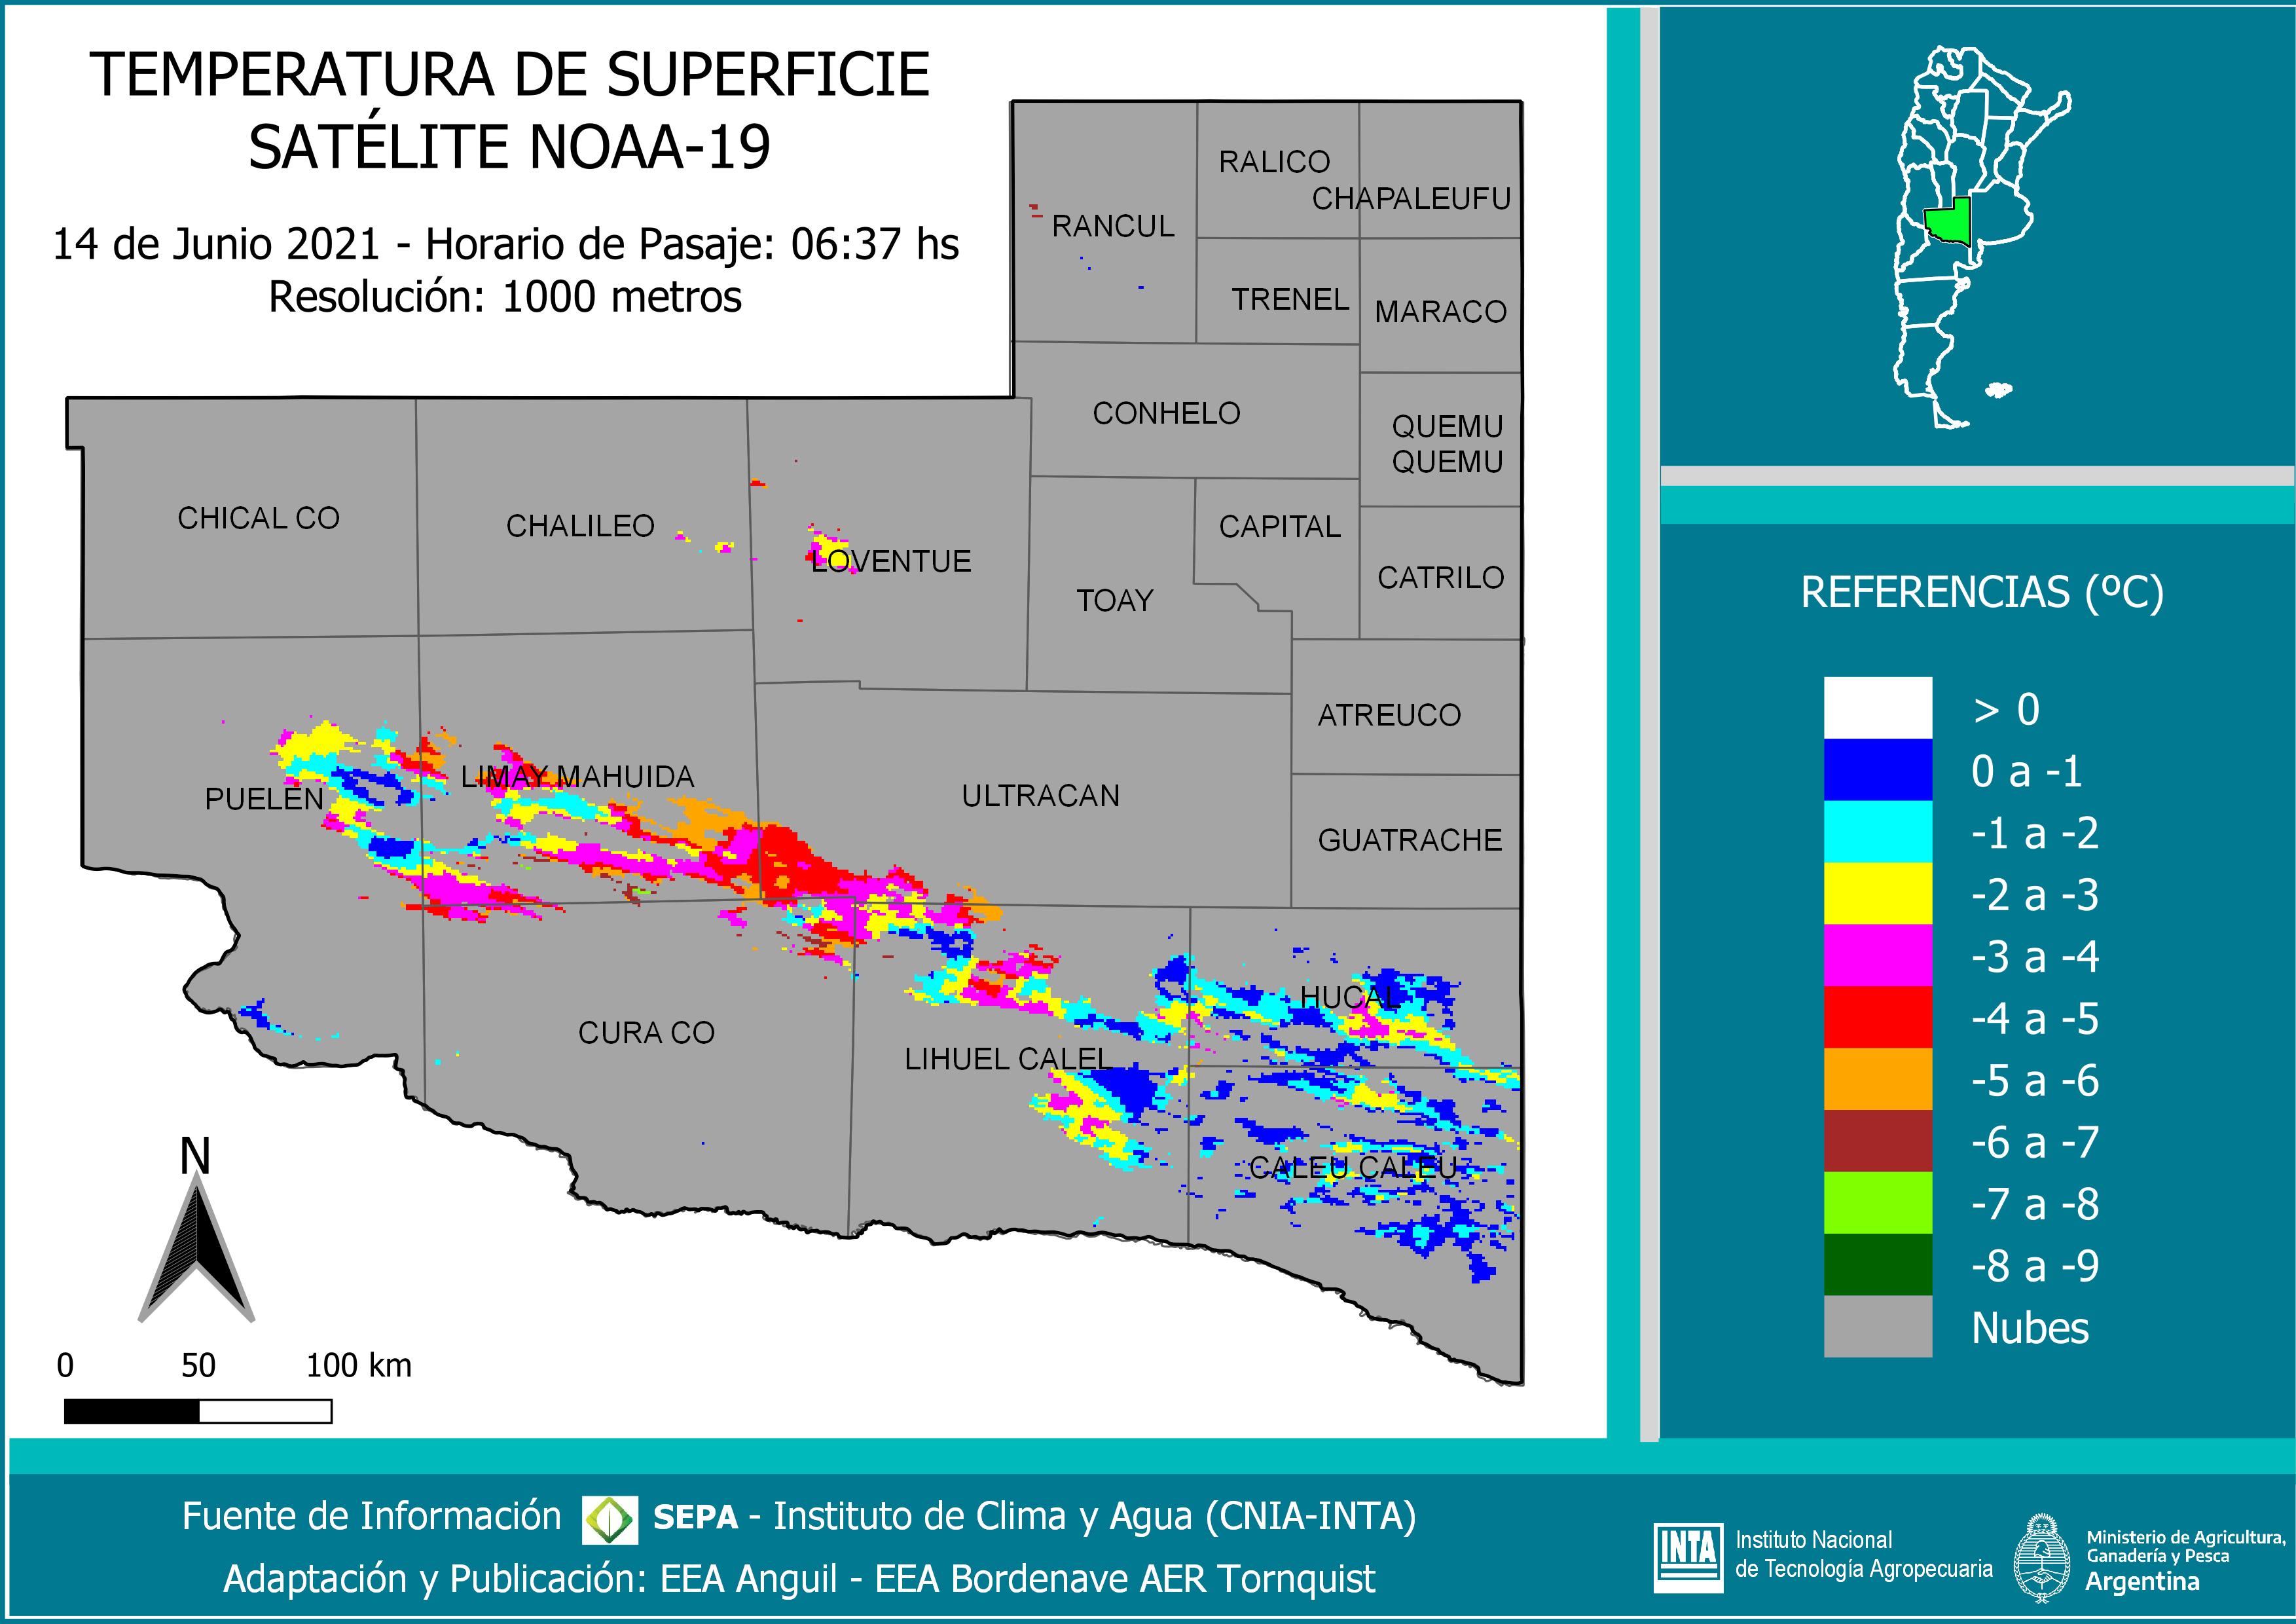 TEMPERATURA DE SUPERFICIE
SATÉLITE NOAA-19
14 de Junio 2021 - Horario de Pasaje: 06:37 hs
Resolución: 1000 metros
RALICO
CHAPALEUFU
RANCUL
TRENEL
MARACO
CONHELO
QUEMU
QUEMU
CHICAL CO
CHALILEO
LOVENTUE
CAPITAL
TOAY
CATRILO
ATREUCO
PUELEN
LIMAY MAHUIDA
ULTRACAN
GUATRACHE
CURA CO
LIHUEL CALEL
HUCAL
CALEU CALEU
N
0 50 100 km
REFERENCIAS (ºC)
> 0
0 a -1
-1 a -2
-2 a -3
-3 a -4
-4 a -5
-5 a -6
-6 a -7
-7 a -8
-8 a -9
Nubes
Fuente de Información SEPA - Instituto de Clima y Agua (CNIA-INTA)
Adaptación y Publicación: EEA Anguil - EEA Bordenave AER Tornquist
INTA
Instituto Nacional
de Tecnología Agropecuaria
Ministerio de Agricultura,
Ganadería y Pesca
Argentina